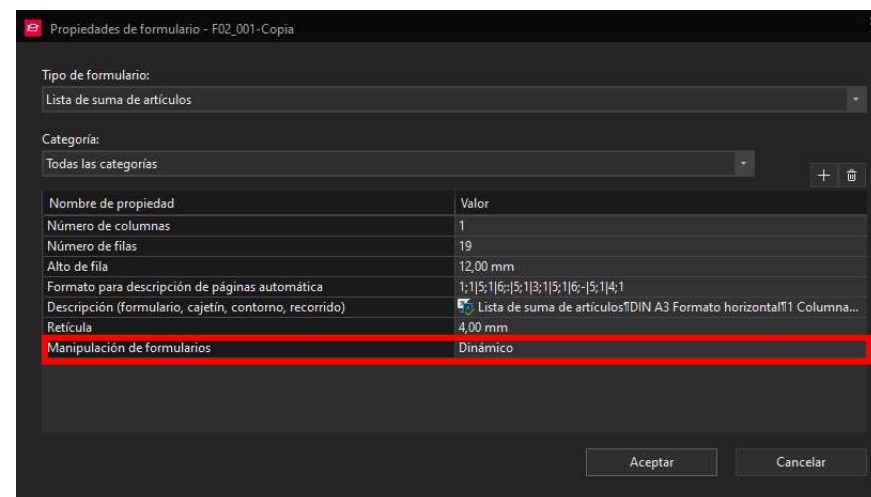 Propiedades de formulario - F02_001-Copia
Tipo de formulario:
Lista de suma de artículos
Categoría:
Todas las categorías
Nombre de propiedad Valor
Número de columnas 1
Número de filas 19
Alto de fila 12,00 mm
Formato para descripción de páginas automática 1;1|5;1|6;:|5;1|3;1|5;1|6;-|5;1|4;1
Descripción (formulario, cajetín, contorno, recorrido) Lista de suma de artículos¶DIN A3 Formato horizontal¶1 Columna...
Retícula 4,00 mm
Manipulación de formularios Dinámico
Aceptar Cancelar